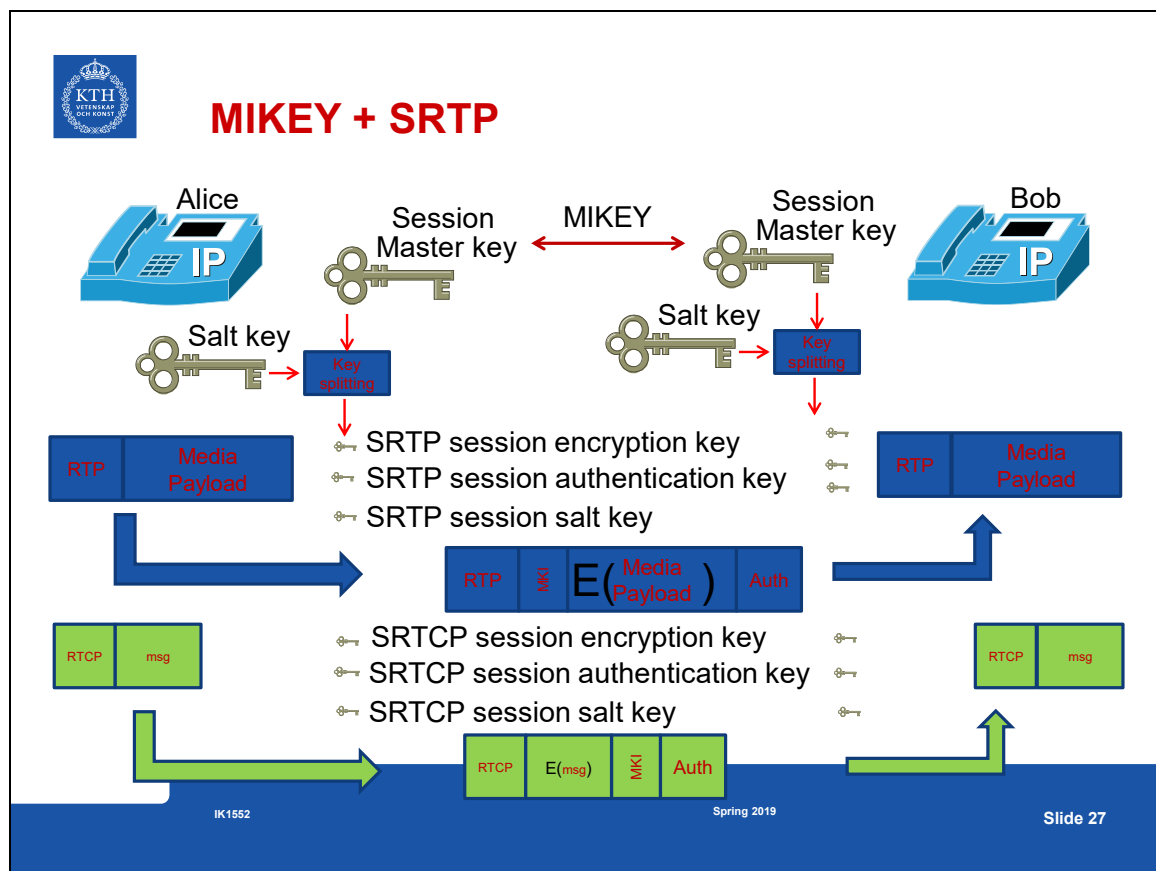 KTH
VETENSKAP
OCH KONST
MIKEY + SRTP
Alice
Session
Master key
MIKEY
Session
Master key
Bob
IP
IP
Salt key
Salt key
Key
splitting
Key
splitting
RTP
Media
Payload
SRTP session encryption key
SRTP session authentication key
SRTP session salt key
RTP
Media
Payload
RTP
MKI
E(Media
Payload)
Auth
RTCP
msg
SRTCP session encryption key
SRTCP session authentication key
SRTCP session salt key
RTCP
msg
RTCP
E(msg)
MKI
Auth
IK1552
Spring 2019
Slide 27